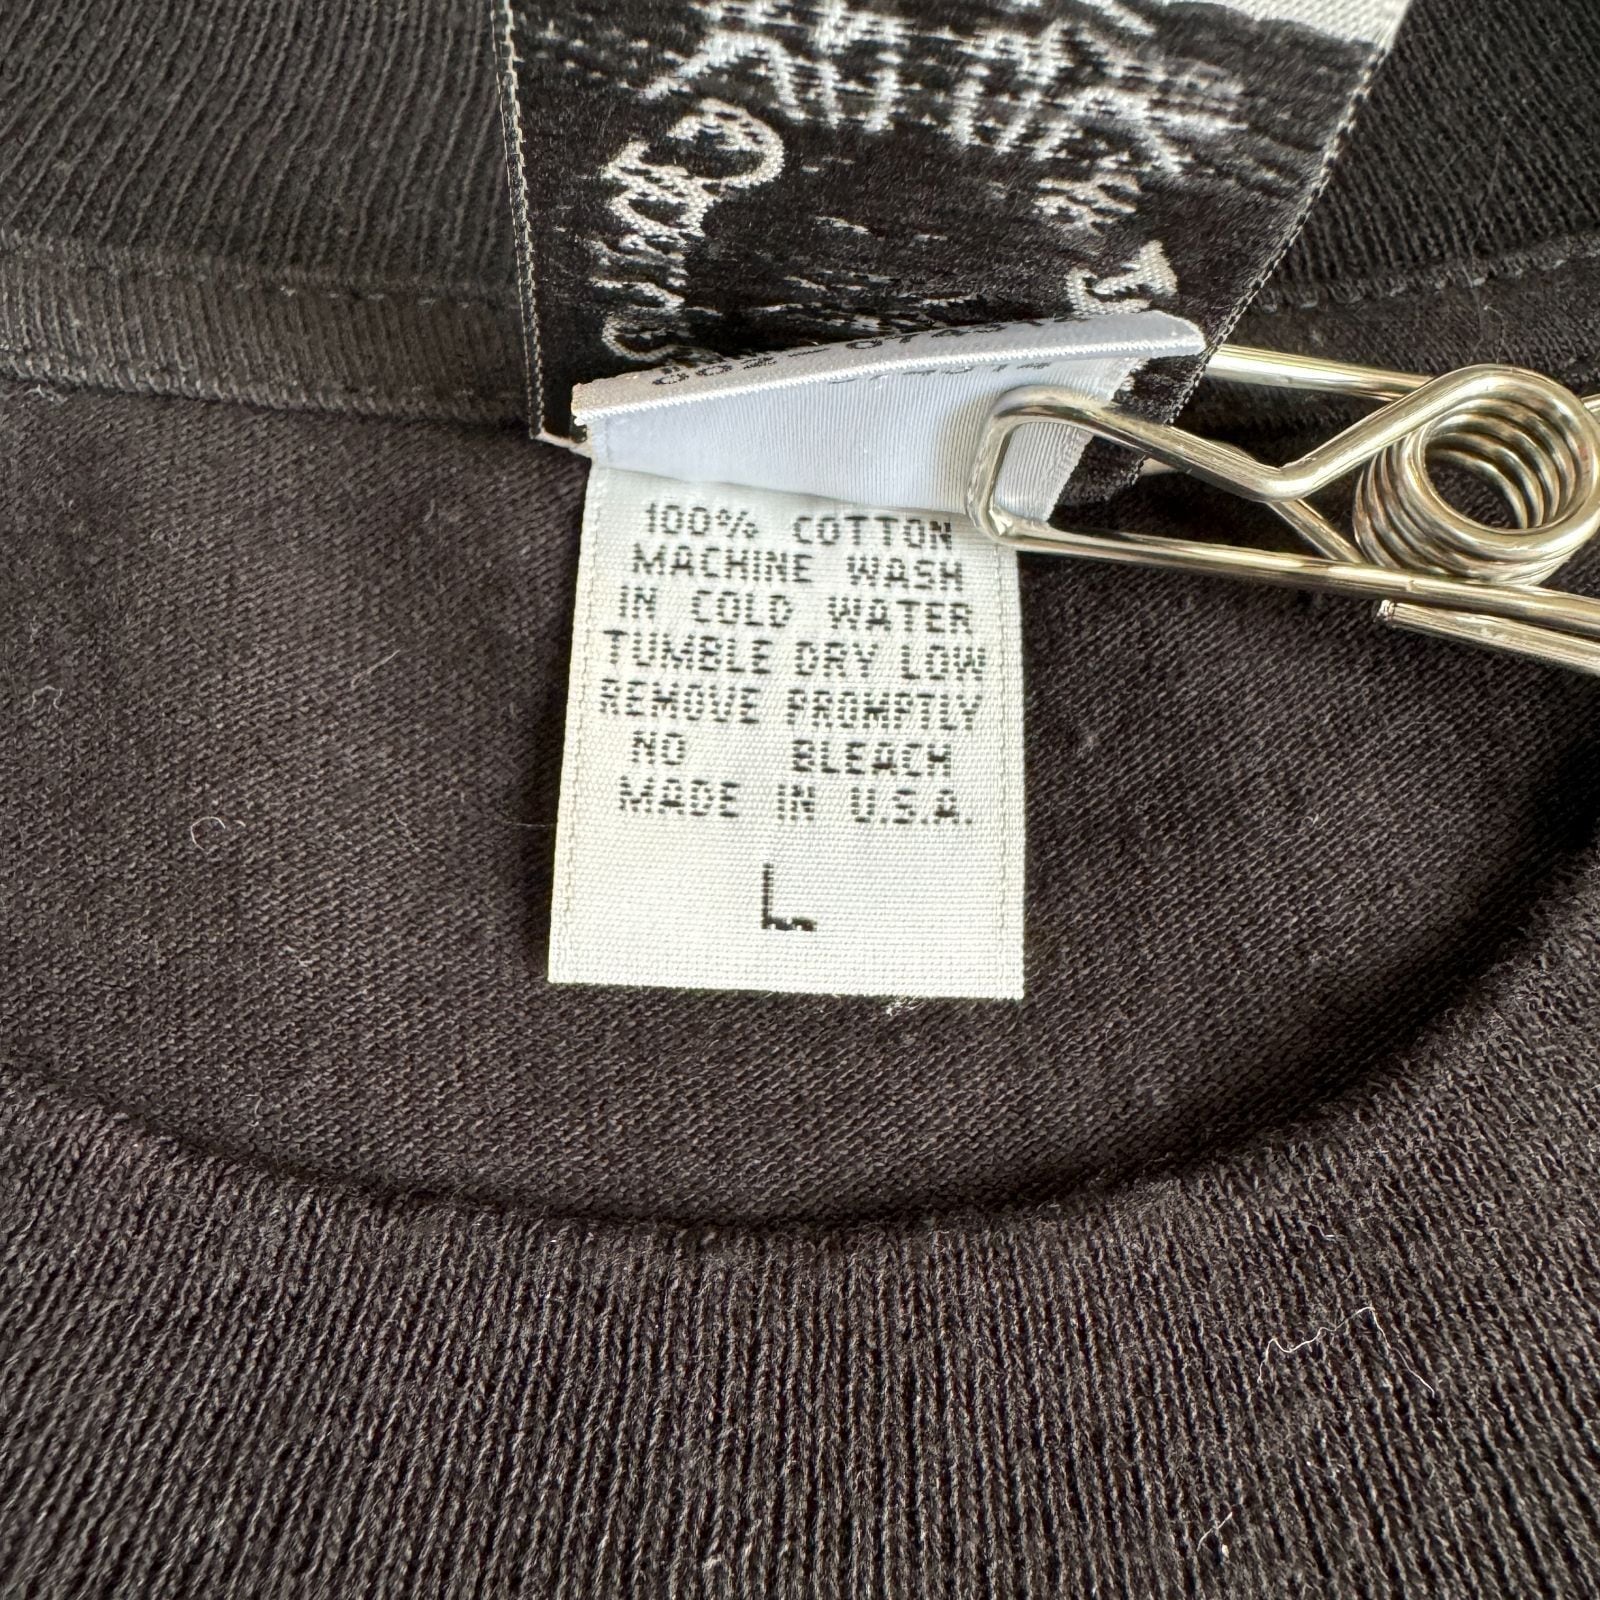 100% COTTON
MACHINE WASH
IN COLD WATER
TUMBLE DRY LOW
REMOVE PROMPTLY
NO BLEACH
MADE IN U.S.A.
L